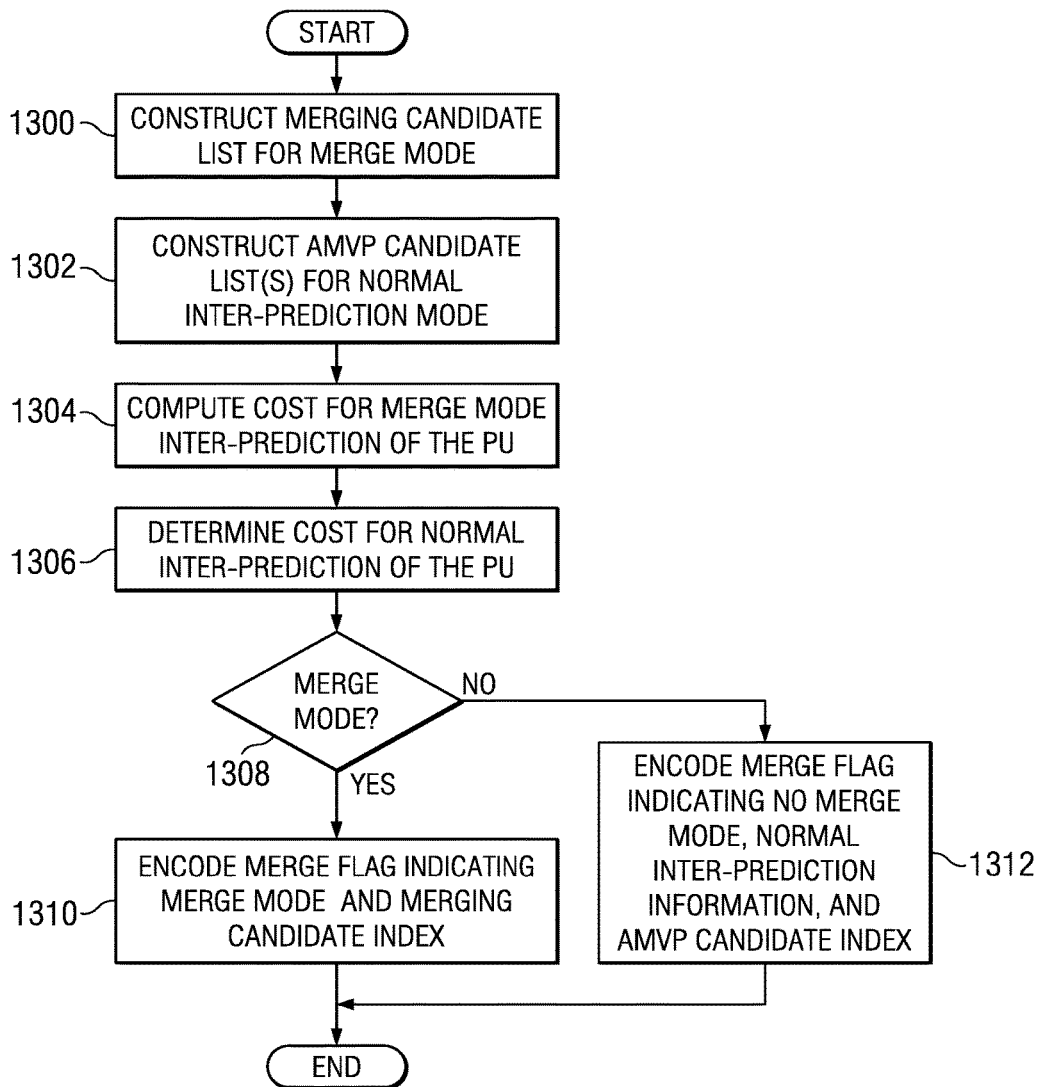 START
1300
CONSTRUCT MERGING CANDIDATE
LIST FOR MERGE MODE
1302
CONSTRUCT AMVP CANDIDATE
LIST(S) FOR NORMAL
INTER-PREDICTION MODE
1304
COMPUTE COST FOR MERGE MODE
INTER-PREDICTION OF THE PU
1306
DETERMINE COST FOR NORMAL
INTER-PREDICTION OF THE PU
MERGE
MODE?
NO
1308
YES
1310
ENCODE MERGE FLAG INDICATING
MERGE MODE AND MERGING
CANDIDATE INDEX
ENCODE MERGE FLAG
INDICATING NO MERGE
MODE, NORMAL
INTER-PREDICTION
INFORMATION, AND
AMVP CANDIDATE INDEX
1312
END